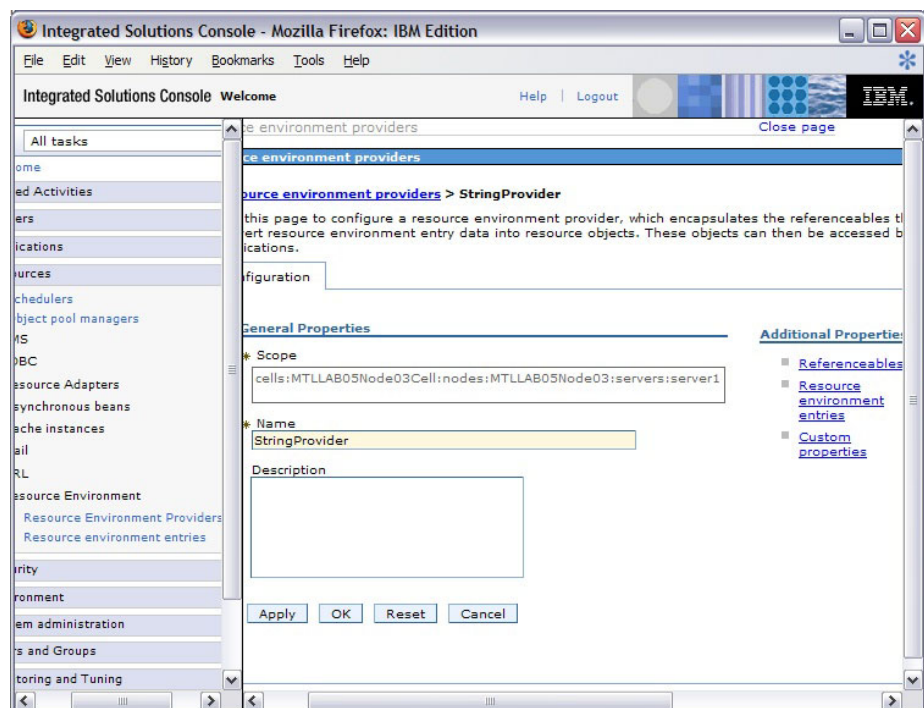 Integrated Solutions Console - Mozilla Firefox: IBM Edition
File Edit View History Bookmarks Tools Help
Integrated Solutions Console Welcome
Help | Logout
IBM.
All tasks
ome
ed Activities
ers
ications
urces
chedulers
bject pool managers
MS
DBC
esource Adapters
synchronous beans
ache instances
ail
RL
esource Environment
Resource Environment Providers
Resource environment entries
urity
ronment
em administration
rs and Groups
toring and Tuning
ce environment providers
Close page
ce environment providers
ource environment providers > StringProvider
this page to configure a resource environment provider, which encapsulates the referenceables th
ert resource environment entry data into resource objects. These objects can then be accessed b
ications.
figuration
General Properties
* Scope
cells:MTLLAB05Node03Cell:nodes:MTLLAB05Node03:servers:server1
* Name
StringProvider
Description
Apply OK Reset Cancel
Additional Properties
Referenceables
Resource
environment
entries
Custom
properties